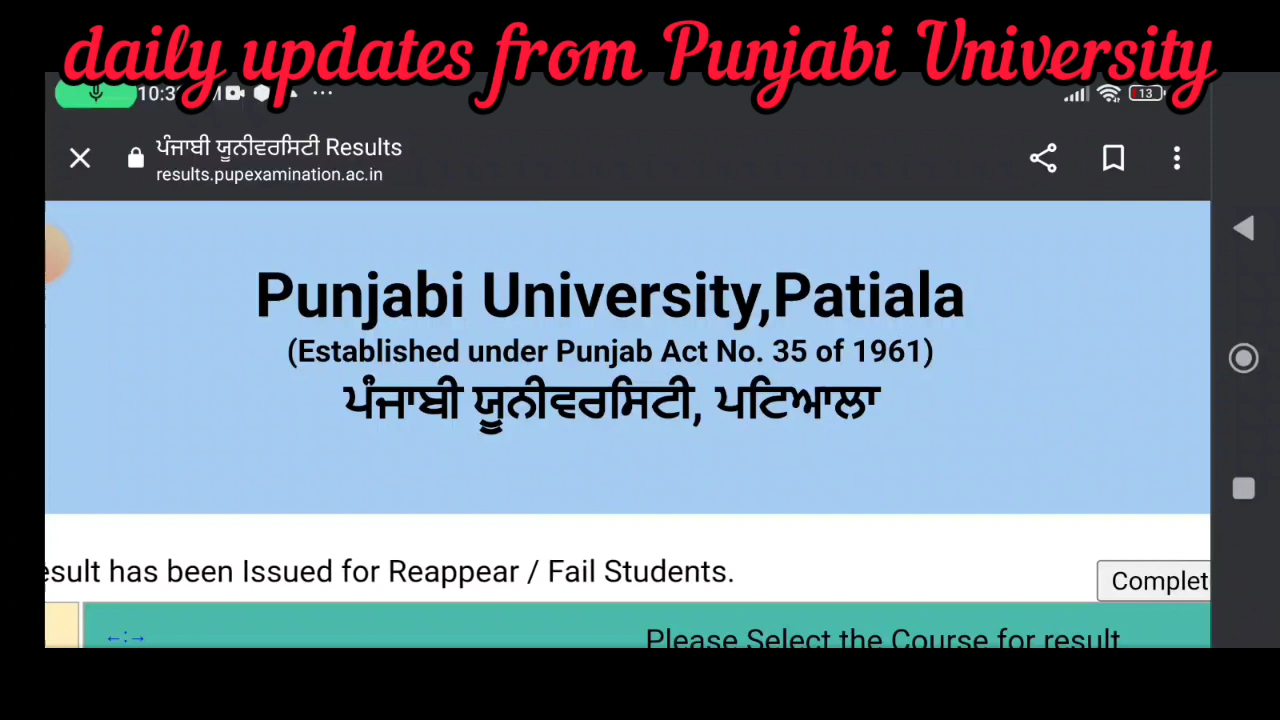 daily updates from Punjabi University
13
ਪੰਜਾਬੀ ਯੂਨੀਵਰਸਿਟੀ Results
results.pupexamination.ac.in
Punjabi University,Patiala
(Established under Punjab Act No. 35 of 1961)
ਪੰਜਾਬੀ ਯੂਨੀਵਰਸਿਟੀ, ਪਟਿਆਲਾ
has been Issued for Reappear / Fail Students.
←:→
Please Select the Course for result